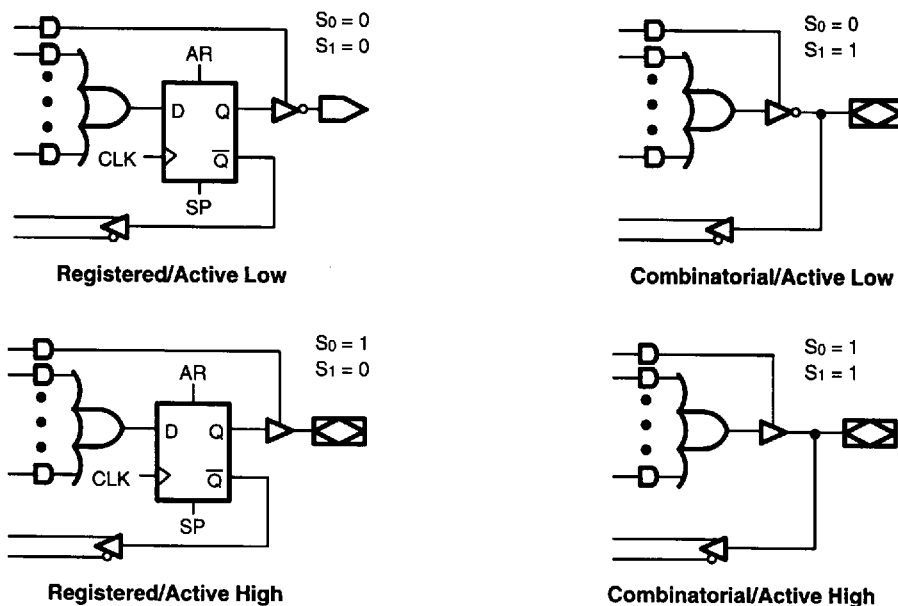 S0 = 0
S1 = 0
AR
D Q
CLK Q̅
SP
Registered/Active Low
S0 = 0
S1 = 1
Combinatorial/Active Low
S0 = 1
S1 = 0
AR
D Q
CLK Q̅
SP
Registered/Active High
S0 = 1
S1 = 1
Combinatorial/Active High